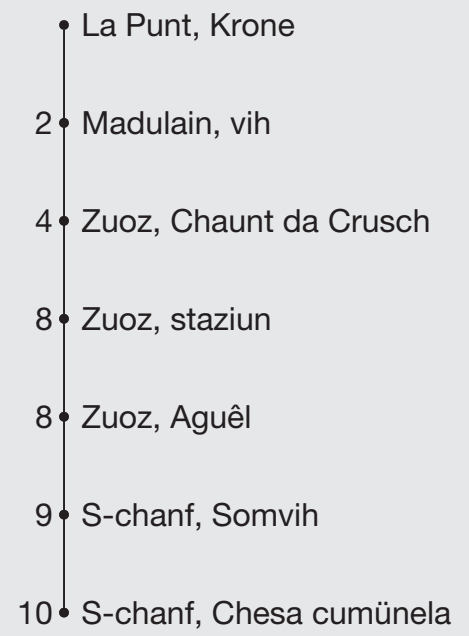 La Punt, Krone
2 Madulain, vih
4 Zuoz, Chaunt da Crusch
8 Zuoz, staziun
8 Zuoz, Aguêl
9 S-chanf, Somvih
10 S-chanf, Chesa cumünela